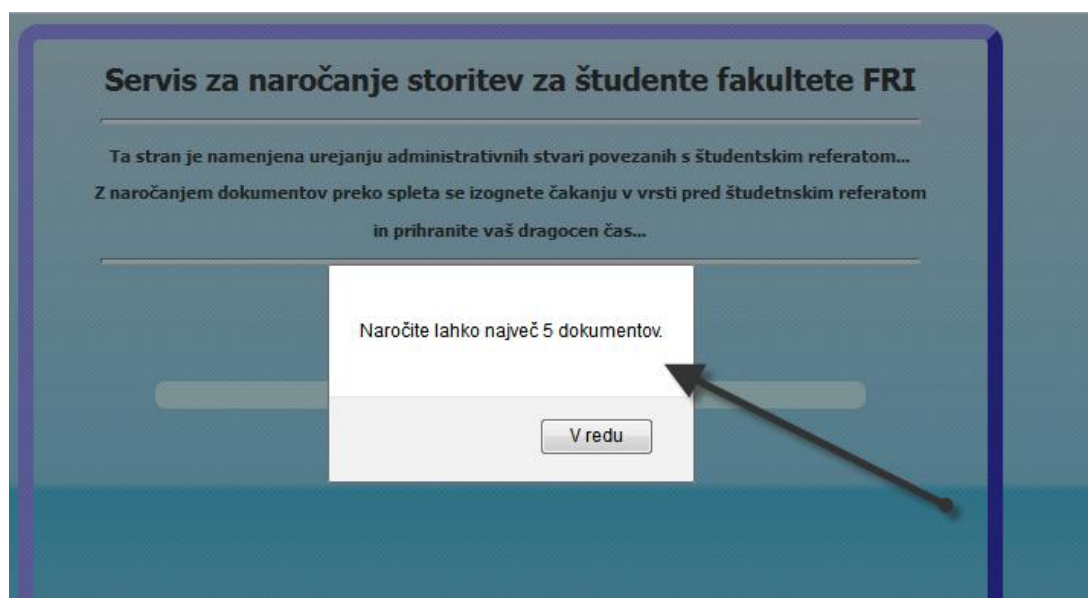 Servis za naročanje storitev za študente fakultete FRI
Ta stran je namenjena urejanju administrativnih stvari povezanih s študentskim referatom...
Z naročanjem dokumentov preko spleta se izognete čakanju v vrsti pred študetnskim referatom
in prihranite vaš dragocen čas...
Naročite lahko največ 5 dokumentov.
V redu